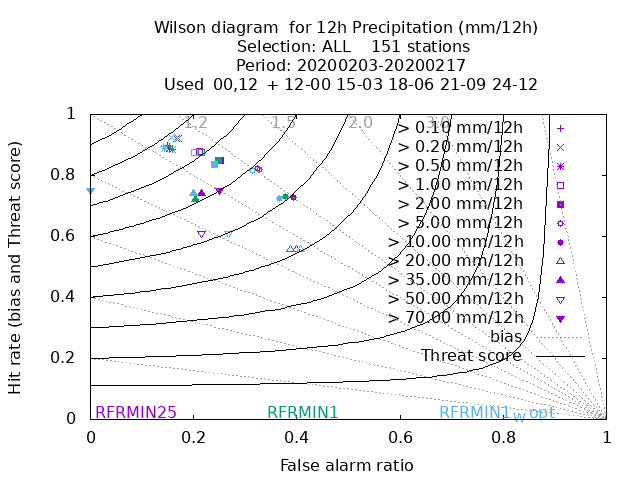 Wilson diagram  for 12h Precipitation (mm/12h)
Selection: ALL    151 stations
Period: 20200203-20200217
Used  00,12  + 12-00 15-03 18-06 21-09 24-12
Hit rate (bias and Threat score)
1
0.8
0.6
0.4
0.2
0
1.2
1.5
2.0
> 0.10 mm/12h
> 0.20 mm/12h
> 0.50 mm/12h
> 1.00 mm/12h
> 2.00 mm/12h
> 5.00 mm/12h
> 10.00 mm/12h
> 20.00 mm/12h
> 35.00 mm/12h
> 50.00 mm/12h
> 70.00 mm/12h
bias
Threat score
RFRMIN25
RFRMIN1
RFRMIN1_w_opt
0
0.2
0.4
0.6
0.8
1
False alarm ratio